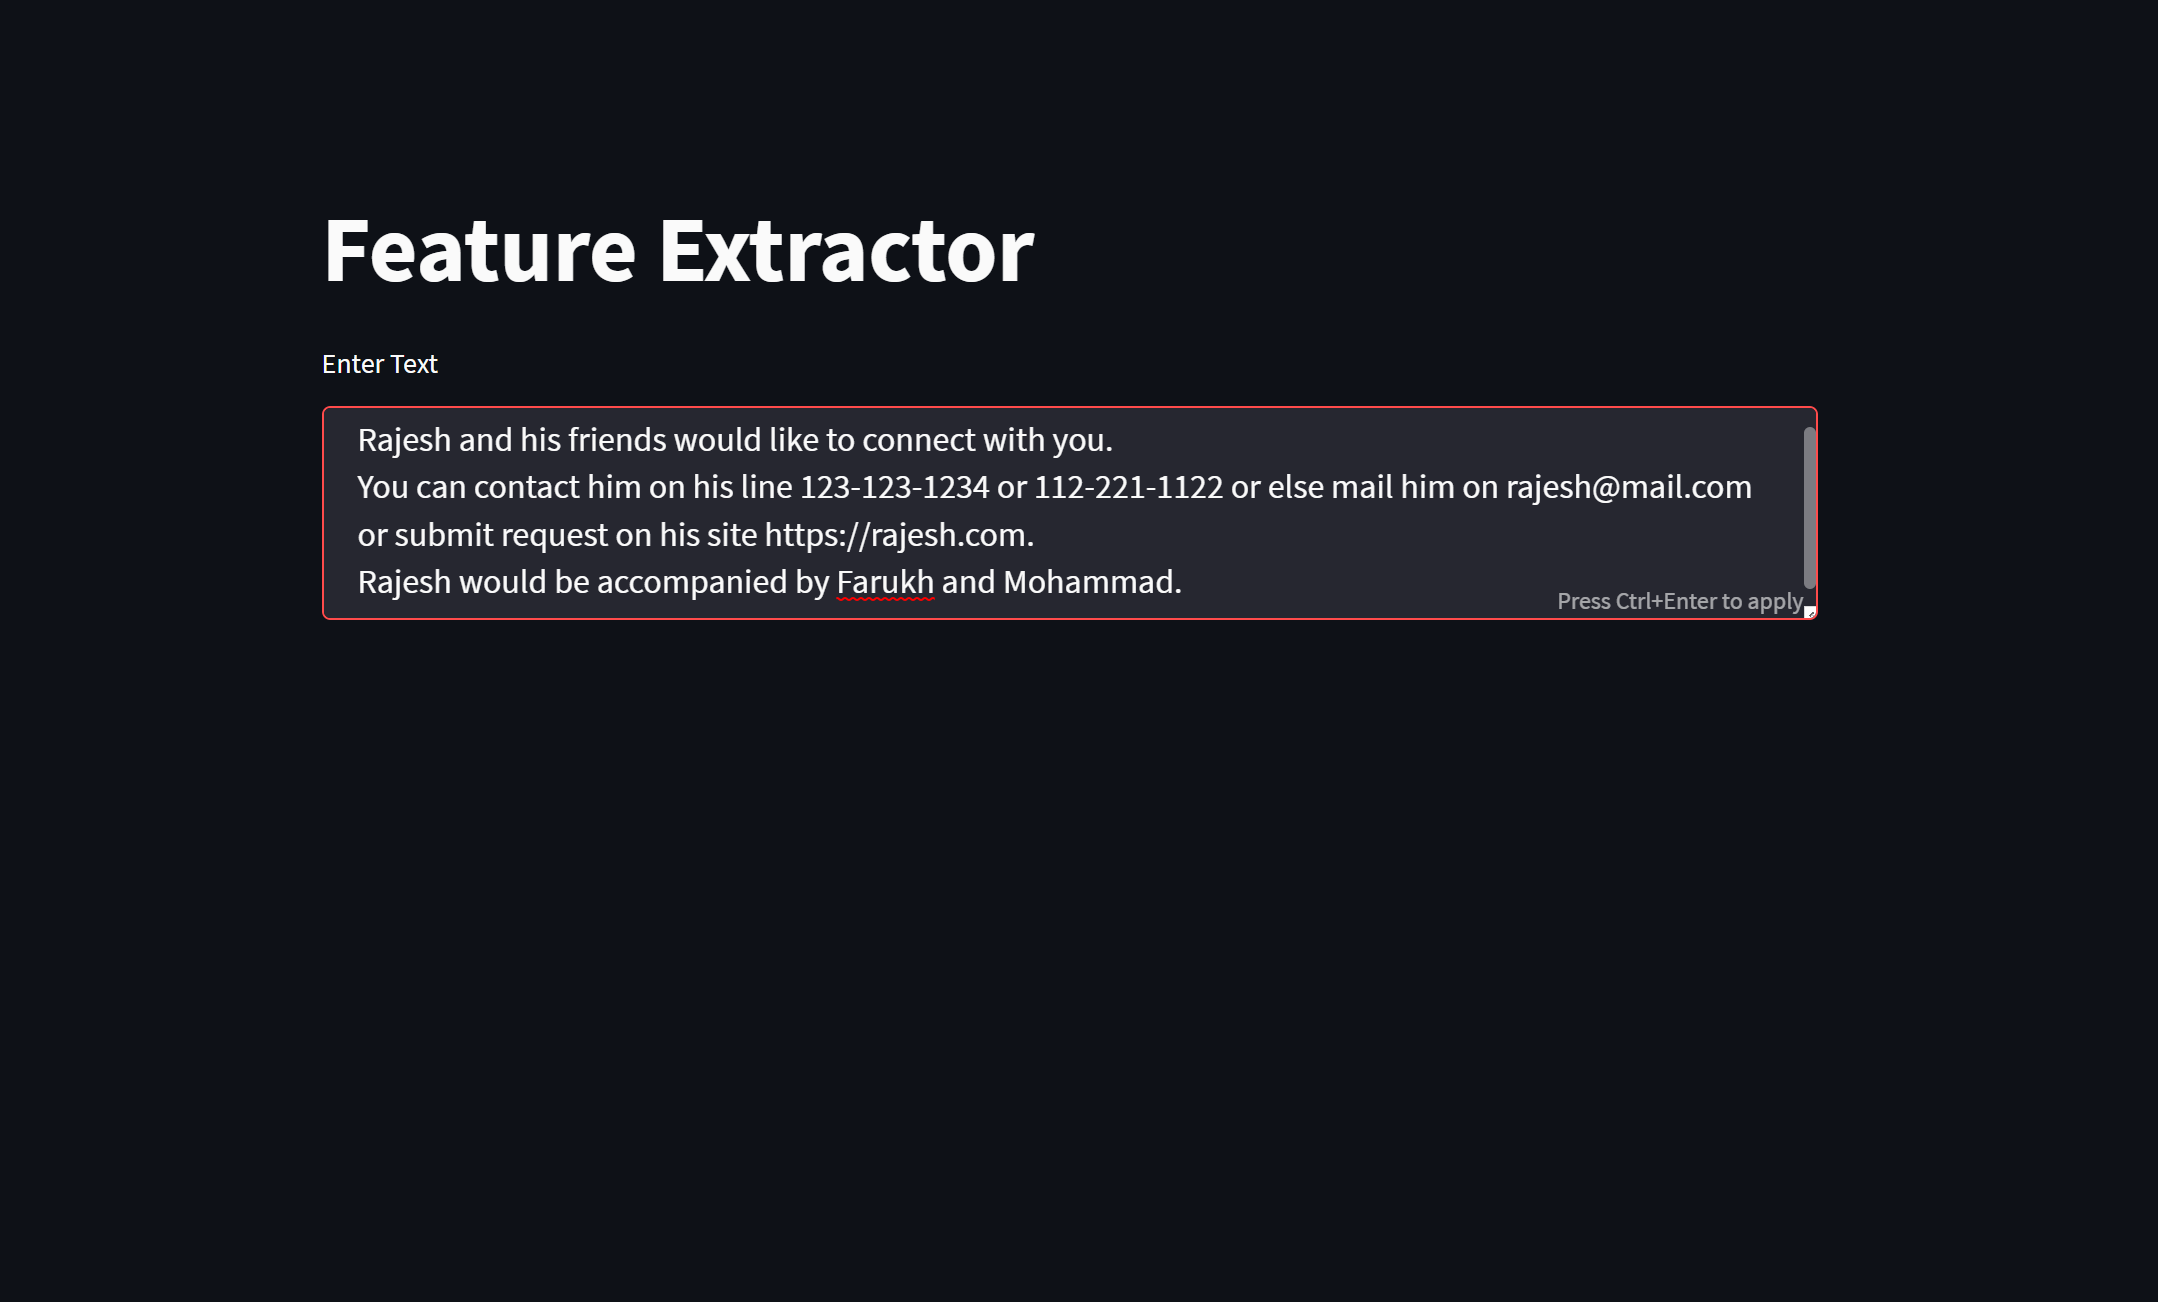 Feature Extractor
Enter Text
Rajesh and his friends would like to connect with you.
You can contact him on his line 123-123-1234 or 112-221-1122 or else mail him on rajesh@mail.com
or submit request on his site https://rajesh.com.
Rajesh would be accompanied by Farukh and Mohammad.
Press Ctrl+Enter to apply